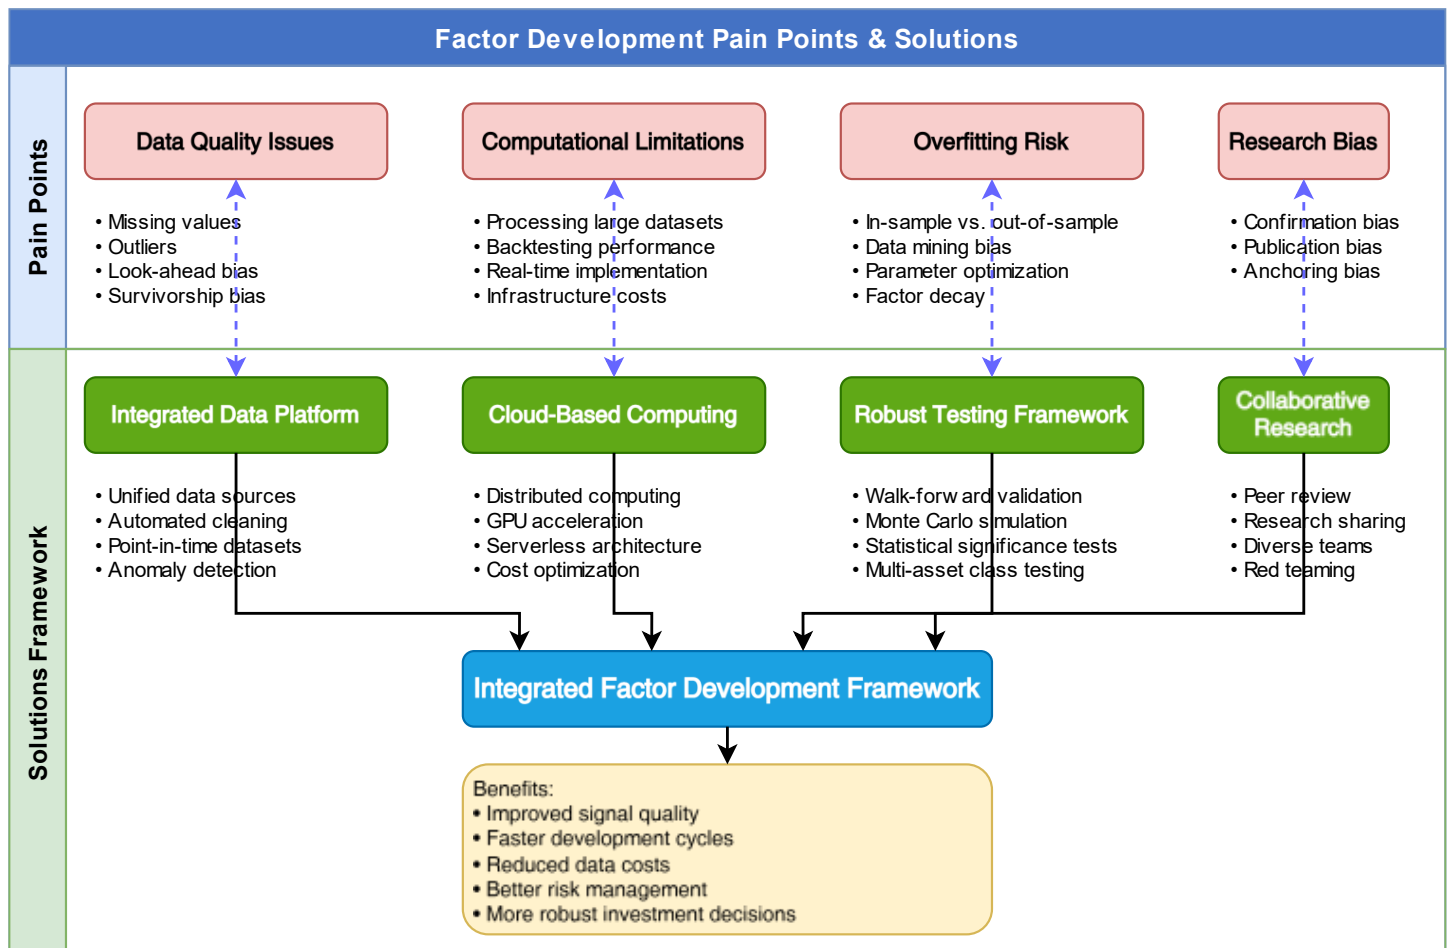 Factor Development Pain Points & Solutions
Pain Points
Data Quality Issues
• Missing values
• Outliers
• Look-ahead bias
• Survivorship bias
Computational Limitations
• Processing large datasets
• Backtesting performance
• Real-time implementation
• Infrastructure costs
Overfitting Risk
• In-sample vs. out-of-sample
• Data mining bias
• Parameter optimization
• Factor decay
Research Bias
• Confirmation bias
• Publication bias
• Anchoring bias
Solutions Framework
Integrated Data Platform
• Unified data sources
• Automated cleaning
• Point-in-time datasets
• Anomaly detection
Cloud-Based Computing
• Distributed computing
• GPU acceleration
• Serverless architecture
• Cost optimization
Robust Testing Framework
• Walk-forward validation
• Monte Carlo simulation
• Statistical significance tests
• Multi-asset class testing
Collaborative
Research
• Peer review
• Research sharing
• Diverse teams
• Red teaming
Integrated Factor Development Framework
Benefits:
• Improved signal quality
• Faster development cycles
• Reduced data costs
• Better risk management
• More robust investment decisions